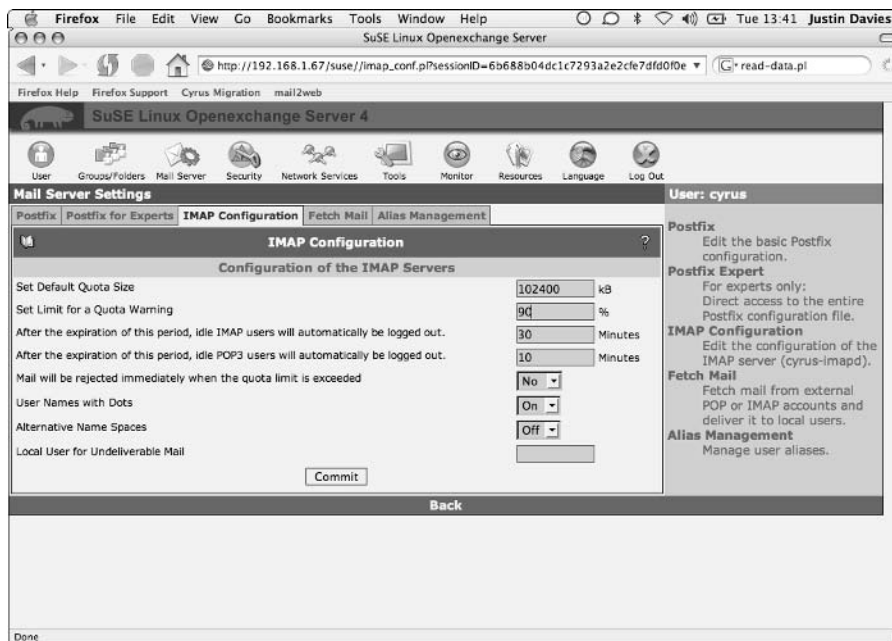 Firefox File Edit View Go Bookmarks Tools Window Help Tue 13:41 Justin Davies
SuSE Linux Openexchange Server
http://192.168.1.67/suse//imap_conf.pl?sessionID=6b688b04dc1c7293a2e2cfe7dfd0f0e G read-data.pl
Firefox Help Firefox Support Cyrus Migration mail2web
SuSE Linux Openexchange Server 4
User Groups/Folders Mail Server Security Network Services Tools Monitor Resources Language Log Out
Mail Server Settings
Postfix Postfix for Experts IMAP Configuration Fetch Mail Alias Management
IMAP Configuration ?
Configuration of the IMAP Servers
Set Default Quota Size 102400 kB
Set Limit for a Quota Warning 90 %
After the expiration of this period, idle IMAP users will automatically be logged out. 30 Minutes
After the expiration of this period, idle POP3 users will automatically be logged out. 10 Minutes
Mail will be rejected immediately when the quota limit is exceeded No
User Names with Dots On
Alternative Name Spaces Off
Local User for Undeliverable Mail
Commit
Back
User: cyrus
Postfix
Edit the basic Postfix
configuration.
Postfix Expert
For experts only:
Direct access to the entire
Postfix configuration file.
IMAP Configuration
Edit the configuration of the
IMAP server (cyrus-imapd).
Fetch Mail
Fetch mail from external
POP or IMAP accounts and
deliver it to local users.
Alias Management
Manage user aliases.
Done